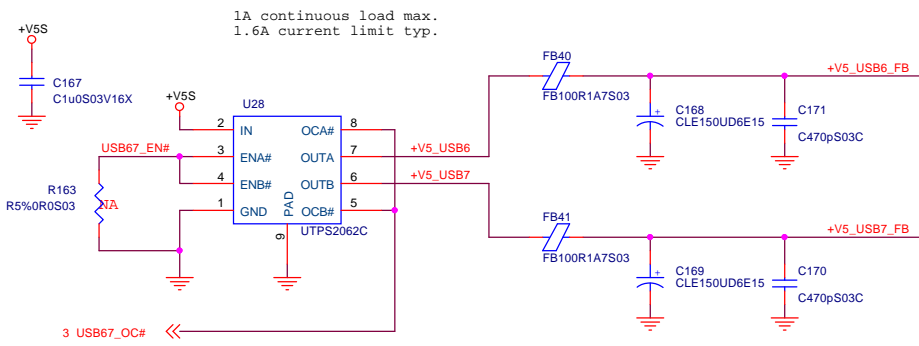 1A continuous load max.
1.6A current limit typ.
+V5S
C167
C1u0S03V16X
+V5S
U28
2 IN OCA# 8
3 ENA# OUTA 7
4 ENB# OUTB 6
1 GND OCB# 5
PAD
9
UTPS2062C
USB67_EN#
R163
R5%0R0S03
NA
3 USB67_OC#
+V5_USB6
+V5_USB7
FB40
FB100R1A7S03
+V5_USB6_FB
C168
CLE150UD6E15
C171
C470pS03C
FB41
FB100R1A7S03
+V5_USB7_FB
C169
CLE150UD6E15
C170
C470pS03C